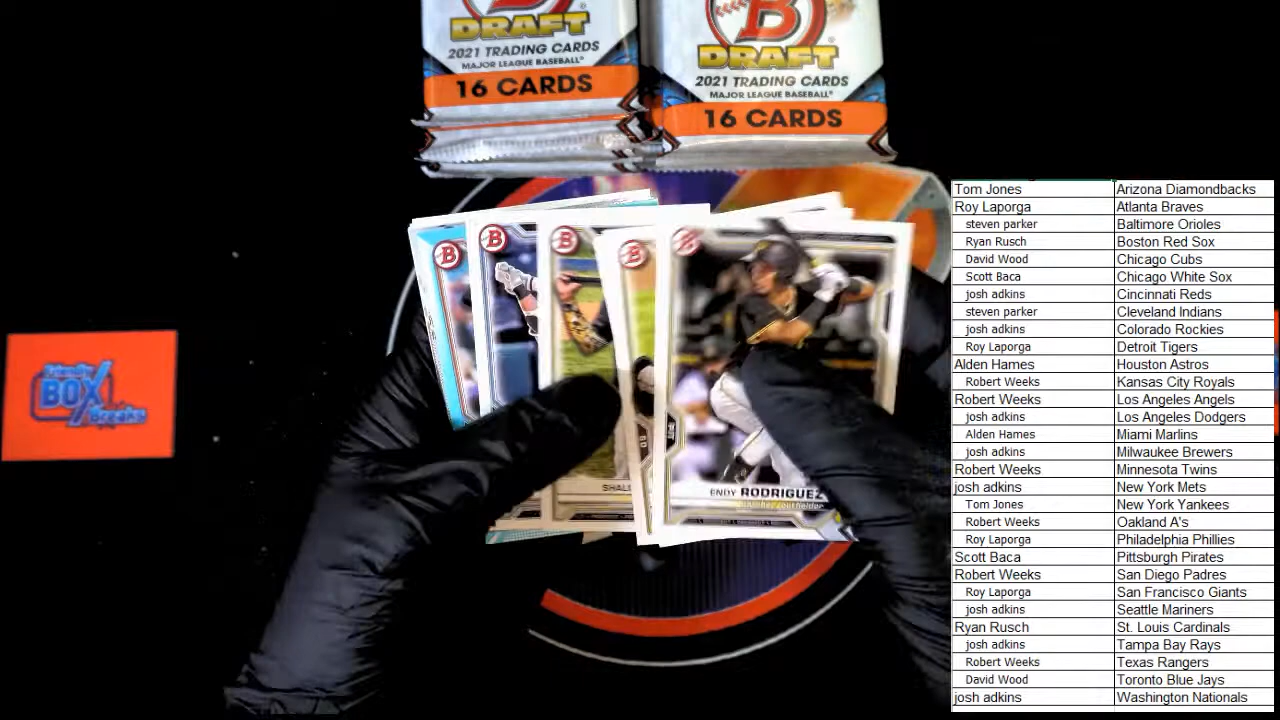 B
DRAFT
2021 TRADING CARDS
MAJOR LEAGUE BASEBALL
16 CARDS
B
DRAFT
2021 TRADING CARDS
MAJOR LEAGUE BASEBALL
16 CARDS
B
B
B
B
B
SHAL
ENDY RODRIGUEZ
BOX
Breaks
Tom Jones Arizona Diamondbacks
Roy Laporga Atlanta Braves
steven parker Baltimore Orioles
Ryan Rusch Boston Red Sox
David Wood Chicago Cubs
Scott Baca Chicago White Sox
josh adkins Cincinnati Reds
steven parker Cleveland Indians
josh adkins Colorado Rockies
Roy Laporga Detroit Tigers
Alden Hames Houston Astros
Robert Weeks Kansas City Royals
Robert Weeks Los Angeles Angels
josh adkins Los Angeles Dodgers
Alden Hames Miami Marlins
josh adkins Milwaukee Brewers
Robert Weeks Minnesota Twins
josh adkins New York Mets
Tom Jones New York Yankees
Robert Weeks Oakland A's
Roy Laporga Philadelphia Phillies
Scott Baca Pittsburgh Pirates
Robert Weeks San Diego Padres
Roy Laporga San Francisco Giants
josh adkins Seattle Mariners
Ryan Rusch St. Louis Cardinals
josh adkins Tampa Bay Rays
Robert Weeks Texas Rangers
David Wood Toronto Blue Jays
josh adkins Washington Nationals